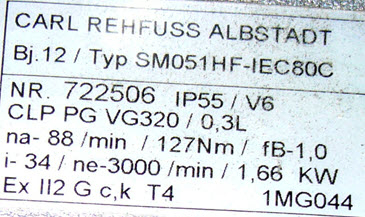 CARL REHFUSS ALBSTADT
Bj.12 / Typ SM051HF-IEC80C
NR. 722506 IP55 / V6
CLP PG VG320 / 0,3L
na- 88 /min / 127Nm / fB-1,0
i- 34 / ne-3000 /min / 1,66 KW
Ex II2 G c,k T4 1MG044